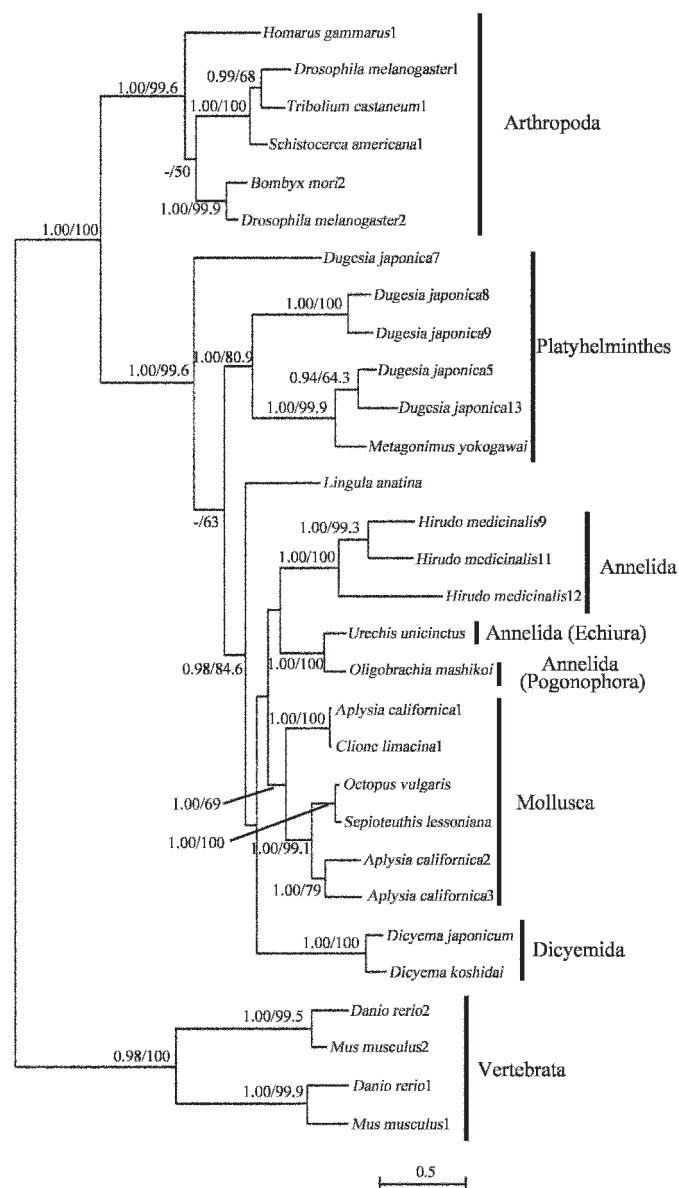 Homarus gammarus1
0.99/68
Drosophila melanogaster1
1.00/99.6
1.00/100
Tribolium castaneum1
Arthropoda
Schistocerca americana1
-/50
Bombyx mori2
1.00/99.9
Drosophila melanogaster2
1.00/100
Dugesia japonica7
Dugesia japonica8
1.00/100
Dugesia japonica9
Platyhelminthes
1.00/99.6
1.00/80.9
0.94/64.3
Dugesia japonica5
1.00/99.9
Dugesia japonica13
Metagonimus yokogawai
Lingula anatina
-/63
1.00/99.3
Hirudo medicinalis9
1.00/100
Hirudo medicinalis11
Annelida
Hirudo medicinalis12
Urechis unicinctus
Annelida (Echiura)
0.98/84.6
1.00/100
Oligobrachia mashikoi
Annelida
(Pogonophora)
Aplysia californica1
1.00/100
Clione limacina1
Octopus vulgaris
Mollusca
1.00/69
Sepioteuthis lessoniana
1.00/100
1.00/99.1
Aplysia californica2
1.00/79
Aplysia californica3
Dicyema japonicum
1.00/100
Dicyemida
Dicyema koshidai
Danio rerio2
1.00/99.5
Mus musculus2
0.98/100
Vertebrata
Danio rerio1
1.00/99.9
Mus musculus1
0.5